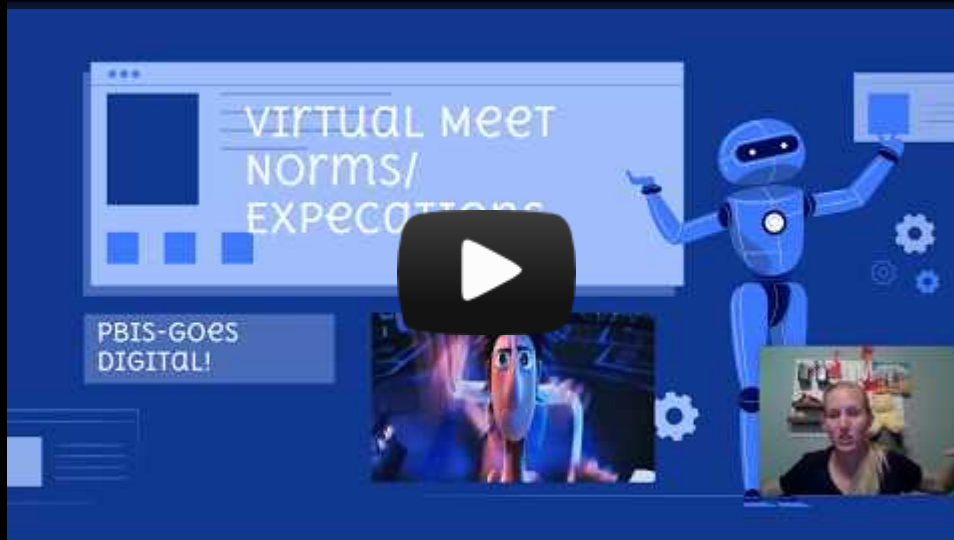 Virtual Meet
Norms/
Expecations
PBIS-Goes
Digital!